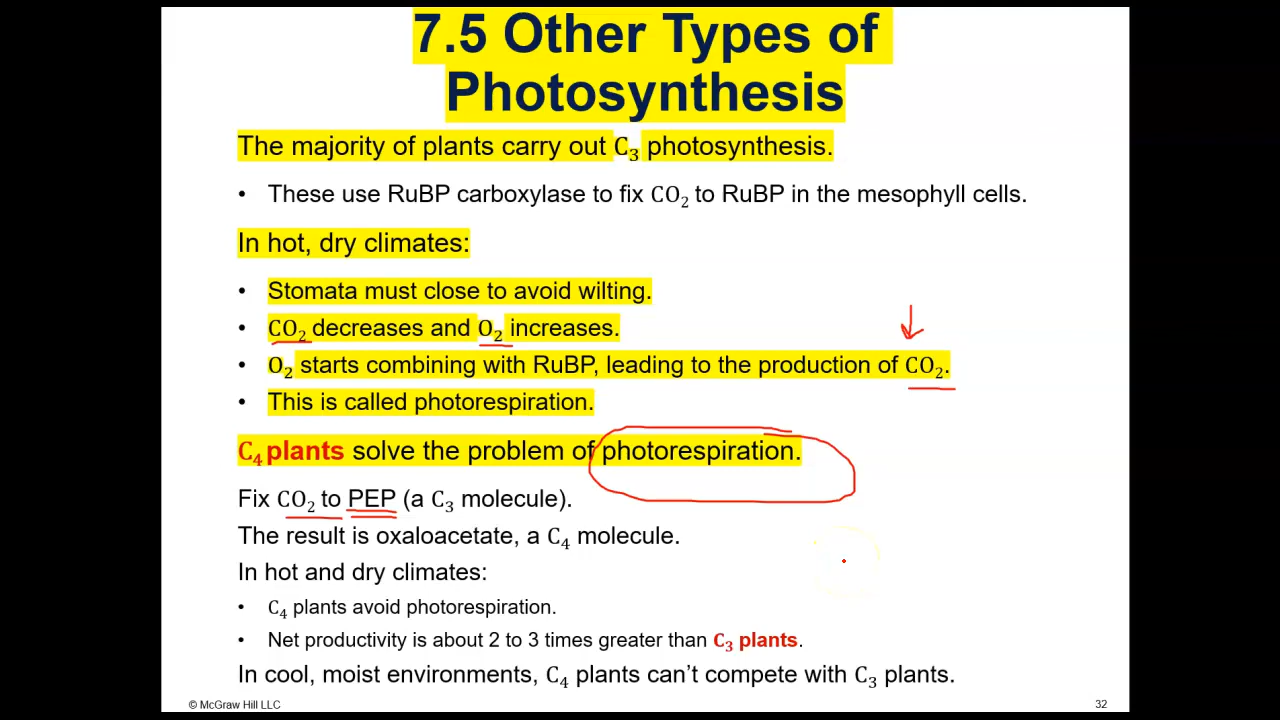 7.5 Other Types of
Photosynthesis
The majority of plants carry out C₃ photosynthesis.
• These use RuBP carboxylase to fix CO₂ to RuBP in the mesophyll cells.
In hot, dry climates:
• Stomata must close to avoid wilting.
• CO₂ decreases and O₂ increases.
• O₂ starts combining with RuBP, leading to the production of CO₂.
• This is called photorespiration.
C₄ plants solve the problem of photorespiration.
Fix CO₂ to PEP (a C₃ molecule).
The result is oxaloacetate, a C₄ molecule.
In hot and dry climates:
• C₄ plants avoid photorespiration.
• Net productivity is about 2 to 3 times greater than C₃ plants.
In cool, moist environments, C₄ plants can’t compete with C₃ plants.
© McGraw Hill LLC
32